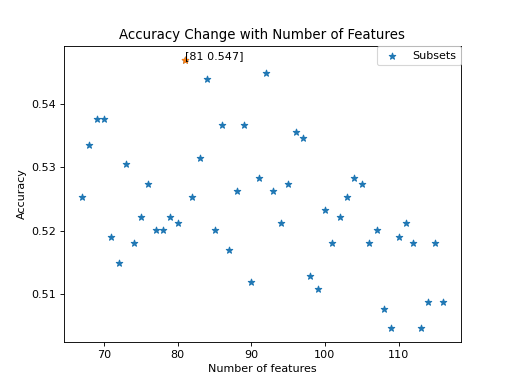 Accuracy Change with Number of Features
[81 0.547]
Subsets
0.54
0.53
0.52
0.51
Accuracy
70 80 90 100 110
Number of features